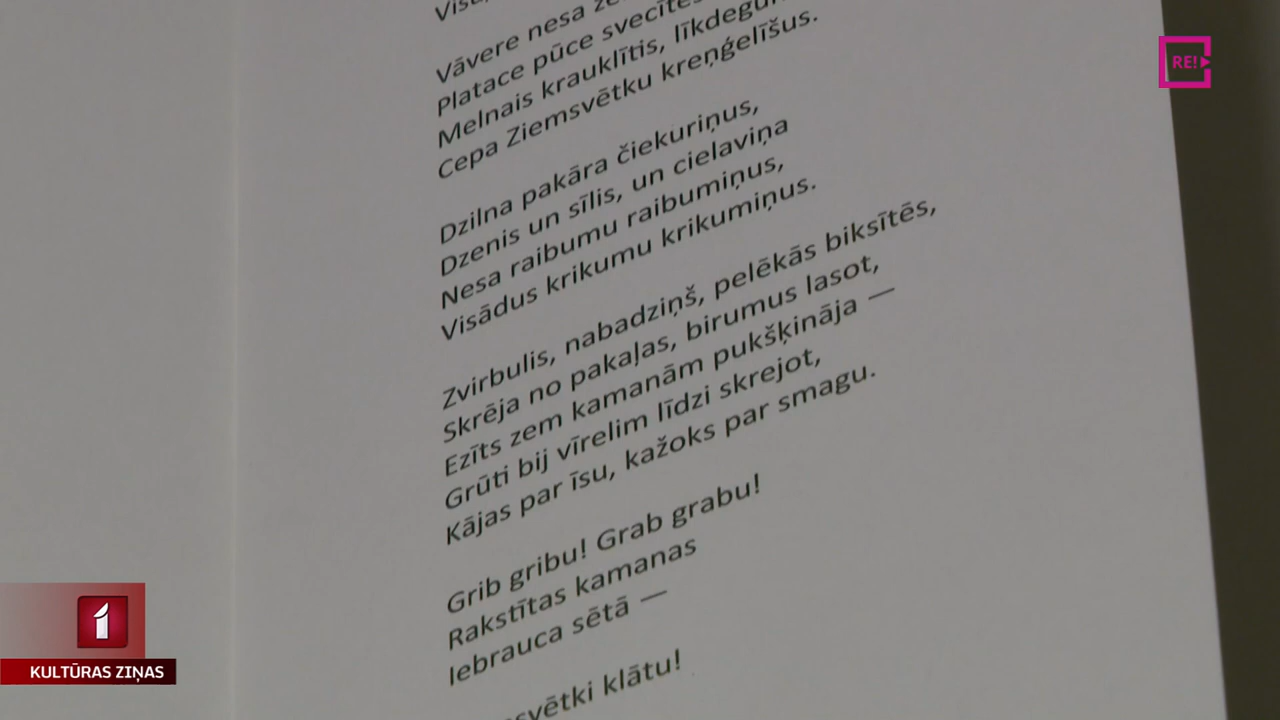 Vāvere nesa
Platace pūce svecītes
Melnais krauklītis, līkdegun
Cepa Ziemsvētku kreņģelīšus.
Dzilna pakāra čiekuriņus,
Dzenis un sīlis, un cielaviņa
Nesa raibumu raibumiņus,
Visādus krikumu krikumiņus.
Zvirbulis, nabadziņš, pelēkās biksītēs,
Skrēja no pakaļas, birumus lasot,
Ezīts zem kamanām pukšķināja —
Grūti bij vīrelim līdzi skrejot,
Kājas par īsu, kažoks par smagu.
Grib gribu! Grab grabu!
Rakstītas kamanas
Iebrauca sētā —
svētki klātu!
RE!
1
KULTŪRAS ZIŅAS